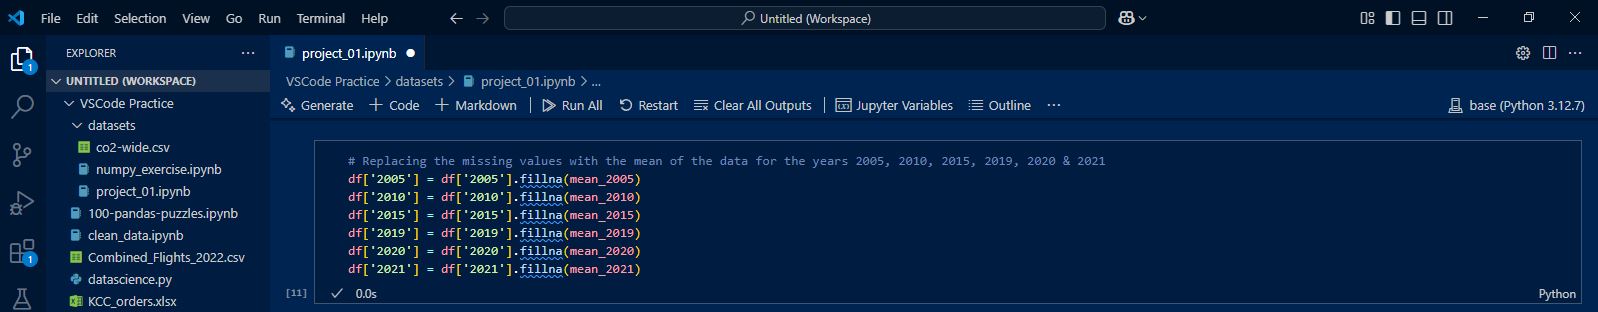 File Edit Selection View Go Run Terminal Help
Untitled (Workspace)
EXPLORER
1
UNTITLED (WORKSPACE)
VSCode Practice
datasets
co2-wide.csv
numpy_exercise.ipynb
project_01.ipynb
100-pandas-puzzles.ipynb
clean_data.ipynb
Combined_Flights_2022.csv
1
datascience.py
KCC_orders.xlsx
project_01.ipynb
VSCode Practice > datasets > project_01.ipynb > ...
Generate + Code + Markdown Run All Restart Clear All Outputs Jupyter Variables Outline ... base (Python 3.12.7)
# Replacing the missing values with the mean of the data for the years 2005, 2010, 2015, 2019, 2020 & 2021
df['2005'] = df['2005'].fillna(mean_2005)
df['2010'] = df['2010'].fillna(mean_2010)
df['2015'] = df['2015'].fillna(mean_2015)
df['2019'] = df['2019'].fillna(mean_2019)
df['2020'] = df['2020'].fillna(mean_2020)
df['2021'] = df['2021'].fillna(mean_2021)
[11] 0.0s Python